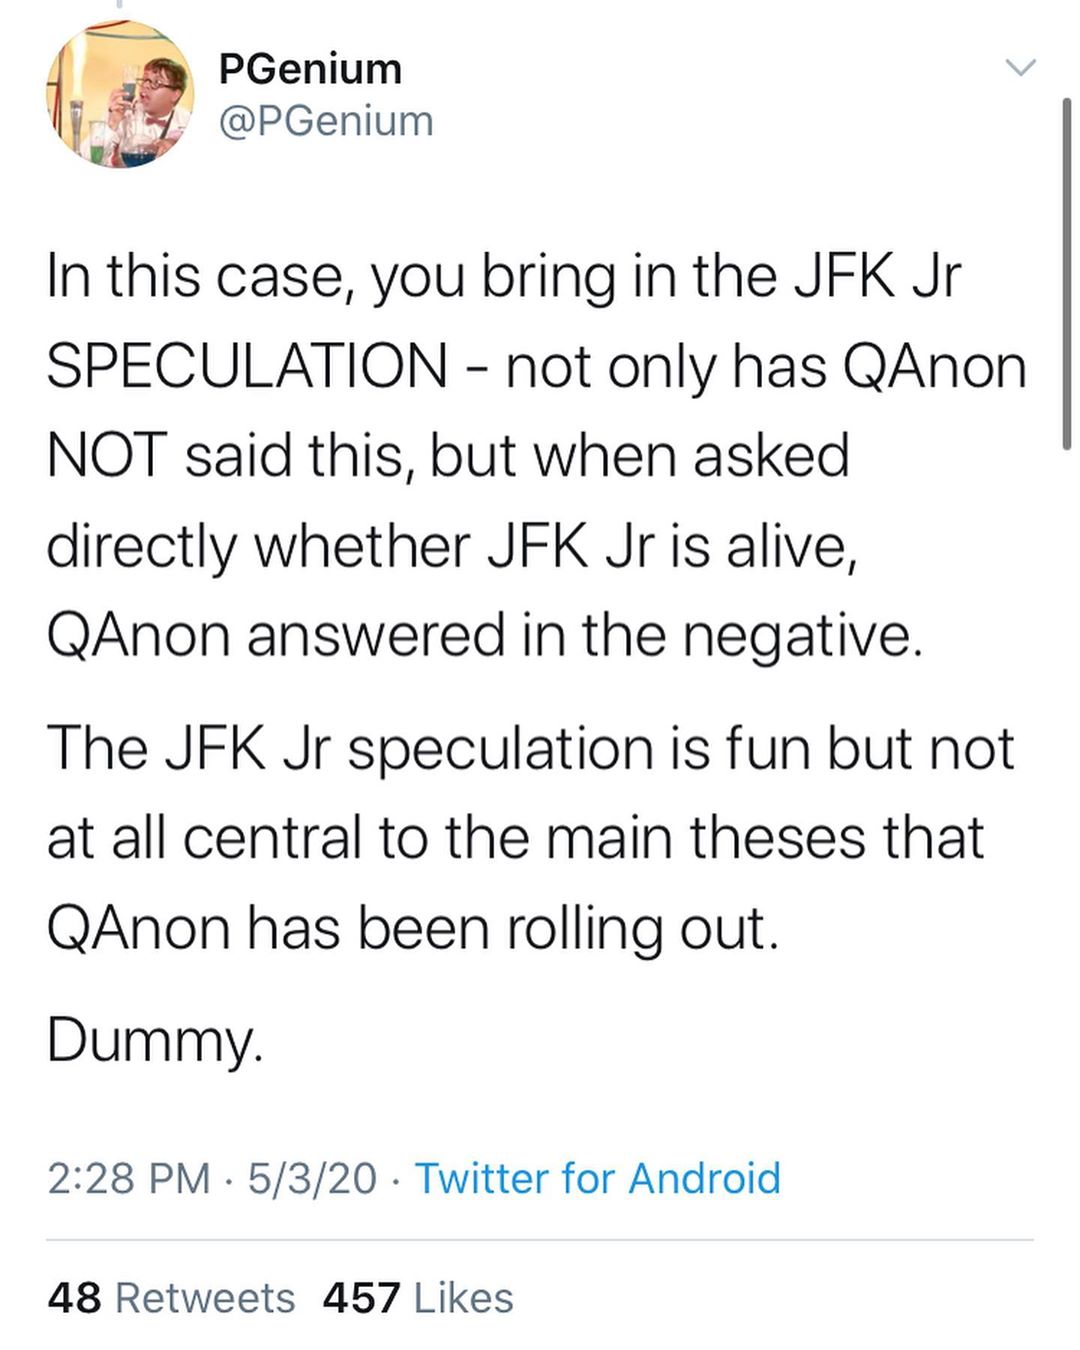 PGenium
@PGenium
In this case, you bring in the JFK Jr
SPECULATION - not only has QAnon
NOT said this, but when asked
directly whether JFK Jr is alive,
QAnon answered in the negative.
The JFK Jr speculation is fun but not
at all central to the main theses that
QAnon has been rolling out.
Dummy.
2:28 PM · 5/3/20 · Twitter for Android
48 Retweets 457 Likes